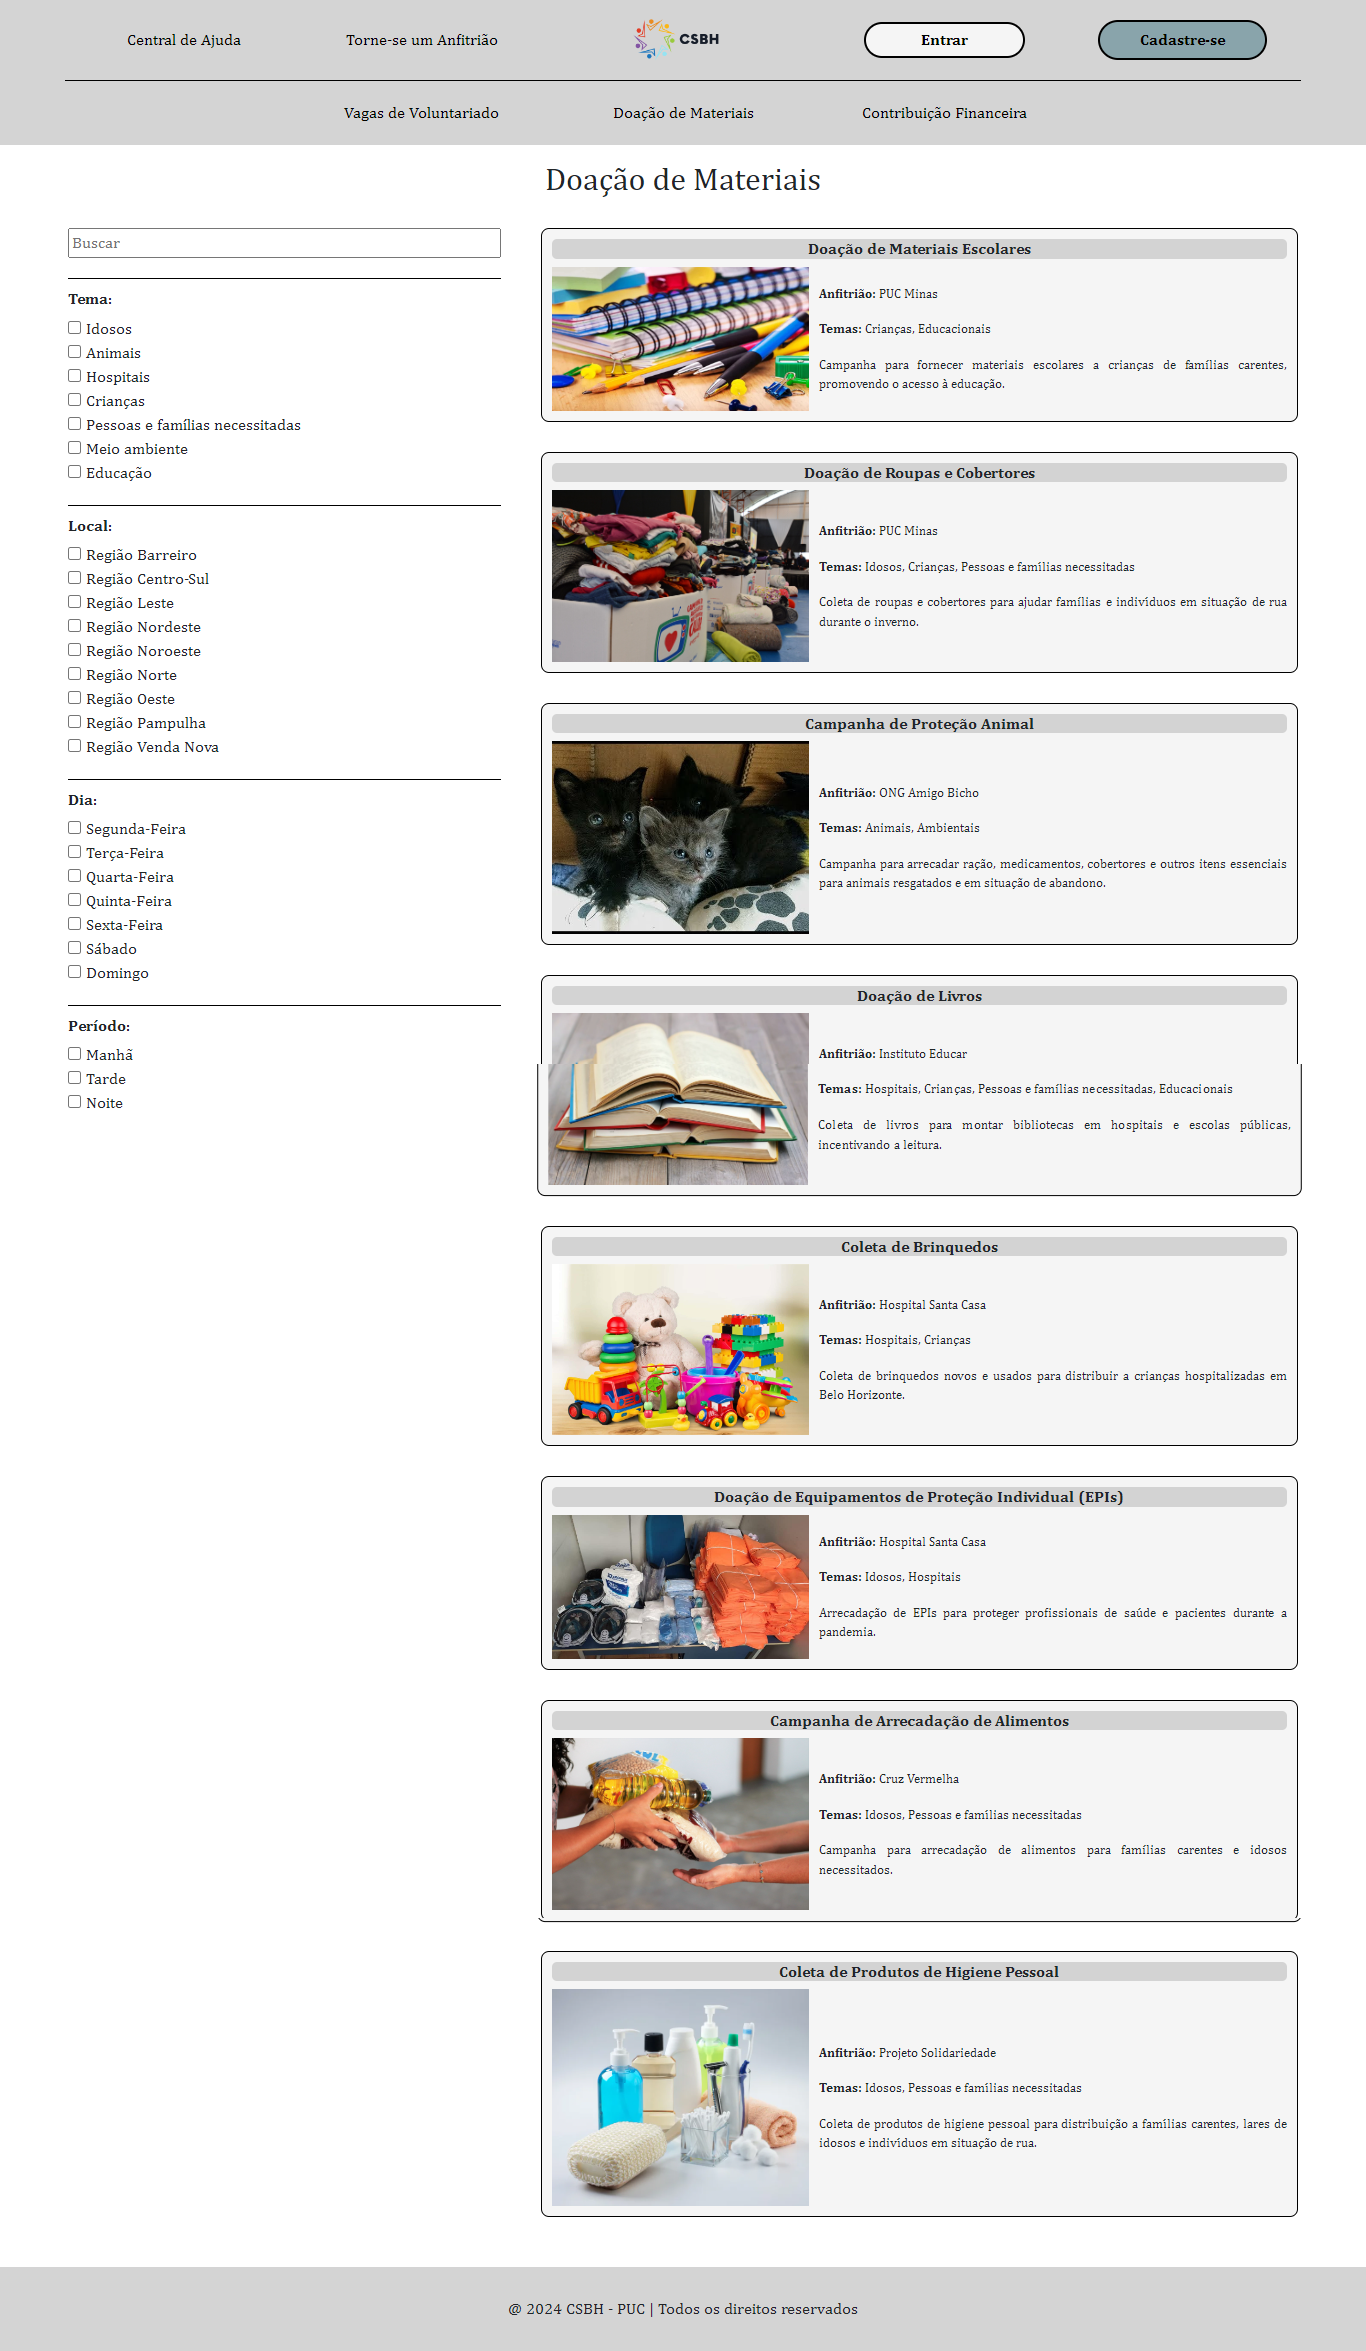 Central de Ajuda
Torne-se um Anfitrião
CSBH
Entrar
Cadastre-se
Vagas de Voluntariado
Doação de Materiais
Contribuição Financeira
Doação de Materiais
Buscar
Tema:
Idosos
Animais
Hospitais
Crianças
Pessoas e famílias necessitadas
Meio ambiente
Educação
Local:
Região Barreiro
Região Centro-Sul
Região Leste
Região Nordeste
Região Noroeste
Região Norte
Região Oeste
Região Pampulha
Região Venda Nova
Dia:
Segunda-Feira
Terça-Feira
Quarta-Feira
Quinta-Feira
Sexta-Feira
Sábado
Domingo
Período:
Manhã
Tarde
Noite
Doação de Materiais Escolares
Anfitrião: PUC Minas
Temas: Crianças, Educacionais
Campanha para fornecer materiais escolares a crianças de famílias carentes,
promovendo o acesso à educação.
Doação de Roupas e Cobertores
Anfitrião: PUC Minas
Temas: Idosos, Crianças, Pessoas e famílias necessitadas
Coleta de roupas e cobertores para ajudar famílias e indivíduos em situação de rua
durante o inverno.
Campanha de Proteção Animal
Anfitrião: ONG Amigo Bicho
Temas: Animais, Ambientais
Campanha para arrecadar ração, medicamentos, cobertores e outros itens essenciais
para animais resgatados e em situação de abandono.
Doação de Livros
Anfitrião: Instituto Educar
Temas: Hospitais, Crianças, Pessoas e famílias necessitadas, Educacionais
Coleta de livros para montar bibliotecas em hospitais e escolas públicas,
incentivando a leitura.
Coleta de Brinquedos
Anfitrião: Hospital Santa Casa
Temas: Hospitais, Crianças
Coleta de brinquedos novos e usados para distribuir a crianças hospitalizadas em
Belo Horizonte.
Doação de Equipamentos de Proteção Individual (EPIs)
Anfitrião: Hospital Santa Casa
Temas: Idosos, Hospitais
Arrecadação de EPIs para proteger profissionais de saúde e pacientes durante a
pandemia.
Campanha de Arrecadação de Alimentos
Anfitrião: Cruz Vermelha
Temas: Idosos, Pessoas e famílias necessitadas
Campanha para arrecadação de alimentos para famílias carentes e idosos
necessitados.
Coleta de Produtos de Higiene Pessoal
Anfitrião: Projeto Solidariedade
Temas: Idosos, Pessoas e famílias necessitadas
Coleta de produtos de higiene pessoal para distribuição a famílias carentes, lares de
idosos e indivíduos em situação de rua.
@ 2024 CSBH - PUC | Todos os direitos reservados